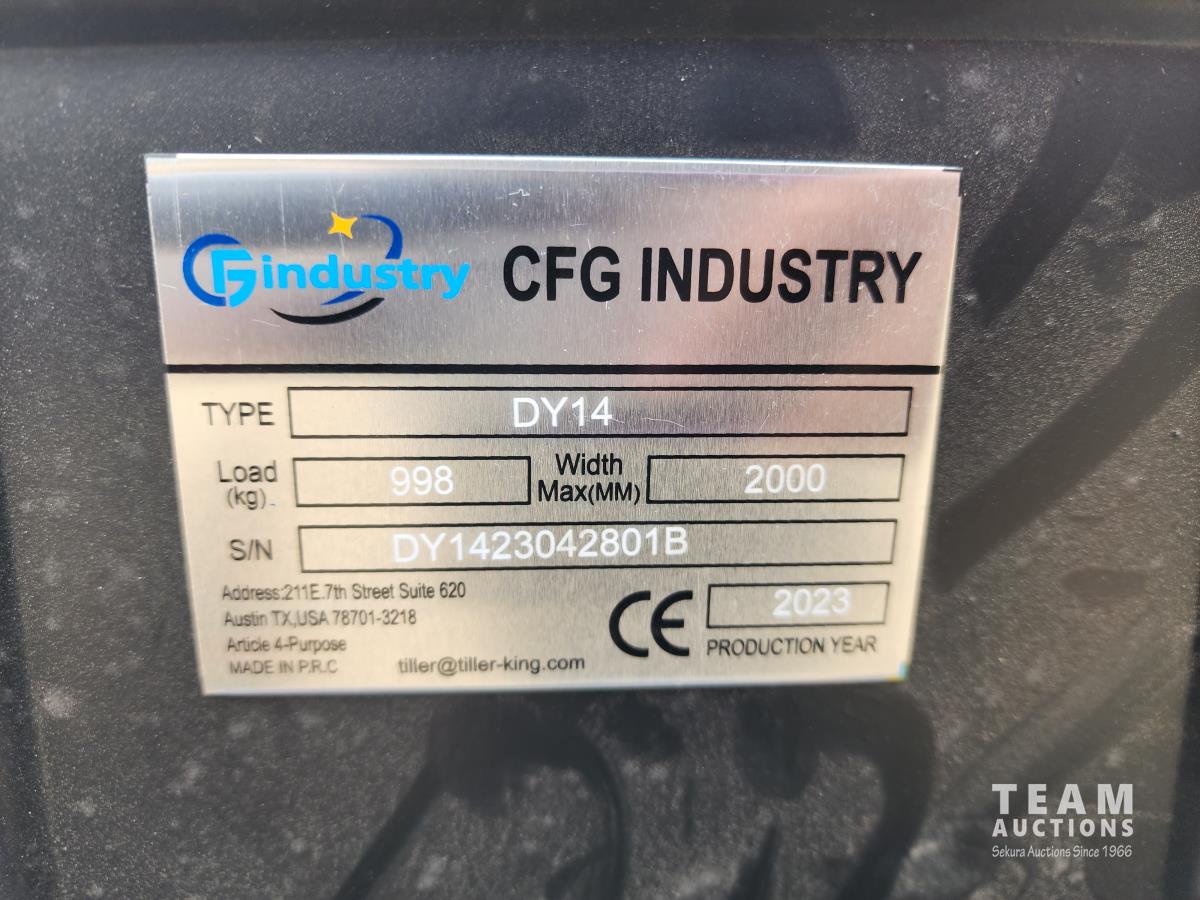 CFGindustry CFG INDUSTRY
TYPE DY14
Load (kg) 998 Width Max(MM) 2000
S/N DY1423042801B
Address:211E.7th Street Suite 620
Austin TX,USA 78701-3218
Article 4-Purpose
MADE IN P.R.C tiller@tiller-king.com
CE 2023
PRODUCTION YEAR
TEAM
AUCTIONS
Sekura Auctions Since 1966